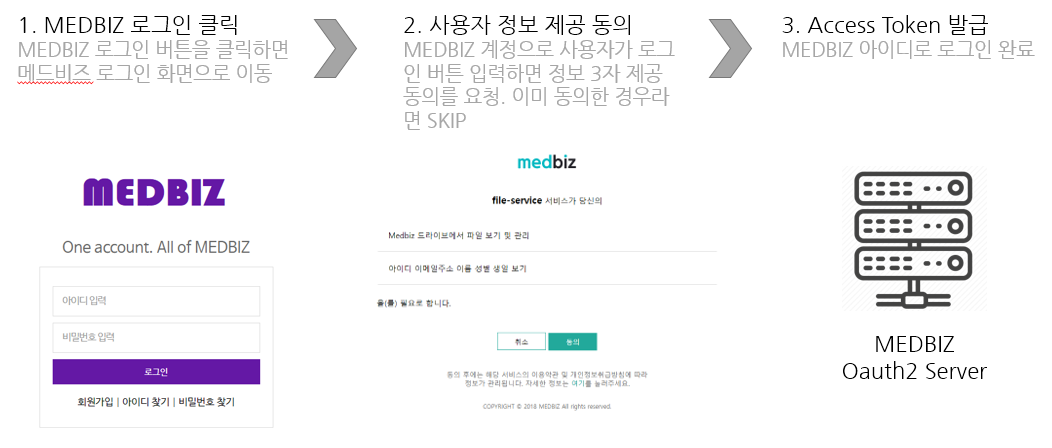 1. MEDBIZ 로그인 클릭
MEDBIZ 로그인 버튼을 클릭하면
메드비즈 로그인 화면으로 이동
2. 사용자 정보 제공 동의
MEDBIZ 계정으로 사용자가 로그
인 버튼 입력하면 정보 3자 제공
동의를 요청. 이미 동의한 경우라
면 SKIP
3. Access Token 발급
MEDBIZ 아이디로 로그인 완료
MEDBIZ
One account. All of MEDBIZ
아이디 입력
비밀번호 입력
로그인
회원가입 | 아이디 찾기 | 비밀번호 찾기
medbiz
file-service 서비스가 당신의
Medbiz 드라이브에서 파일 보기 및 관리
아이디 이메일주소 이름 성별 생일 보기
을(를) 필요로 합니다.
취소 동의
동의 후에는 해당 서비스의 이용약관 및 개인정보취급방침에 따라
정보가 관리됩니다. 자세한 정보는 여기를 눌러주세요.
COPYRIGHT © 2018 MEDBIZ All rights reserved.
MEDBIZ
Oauth2 Server